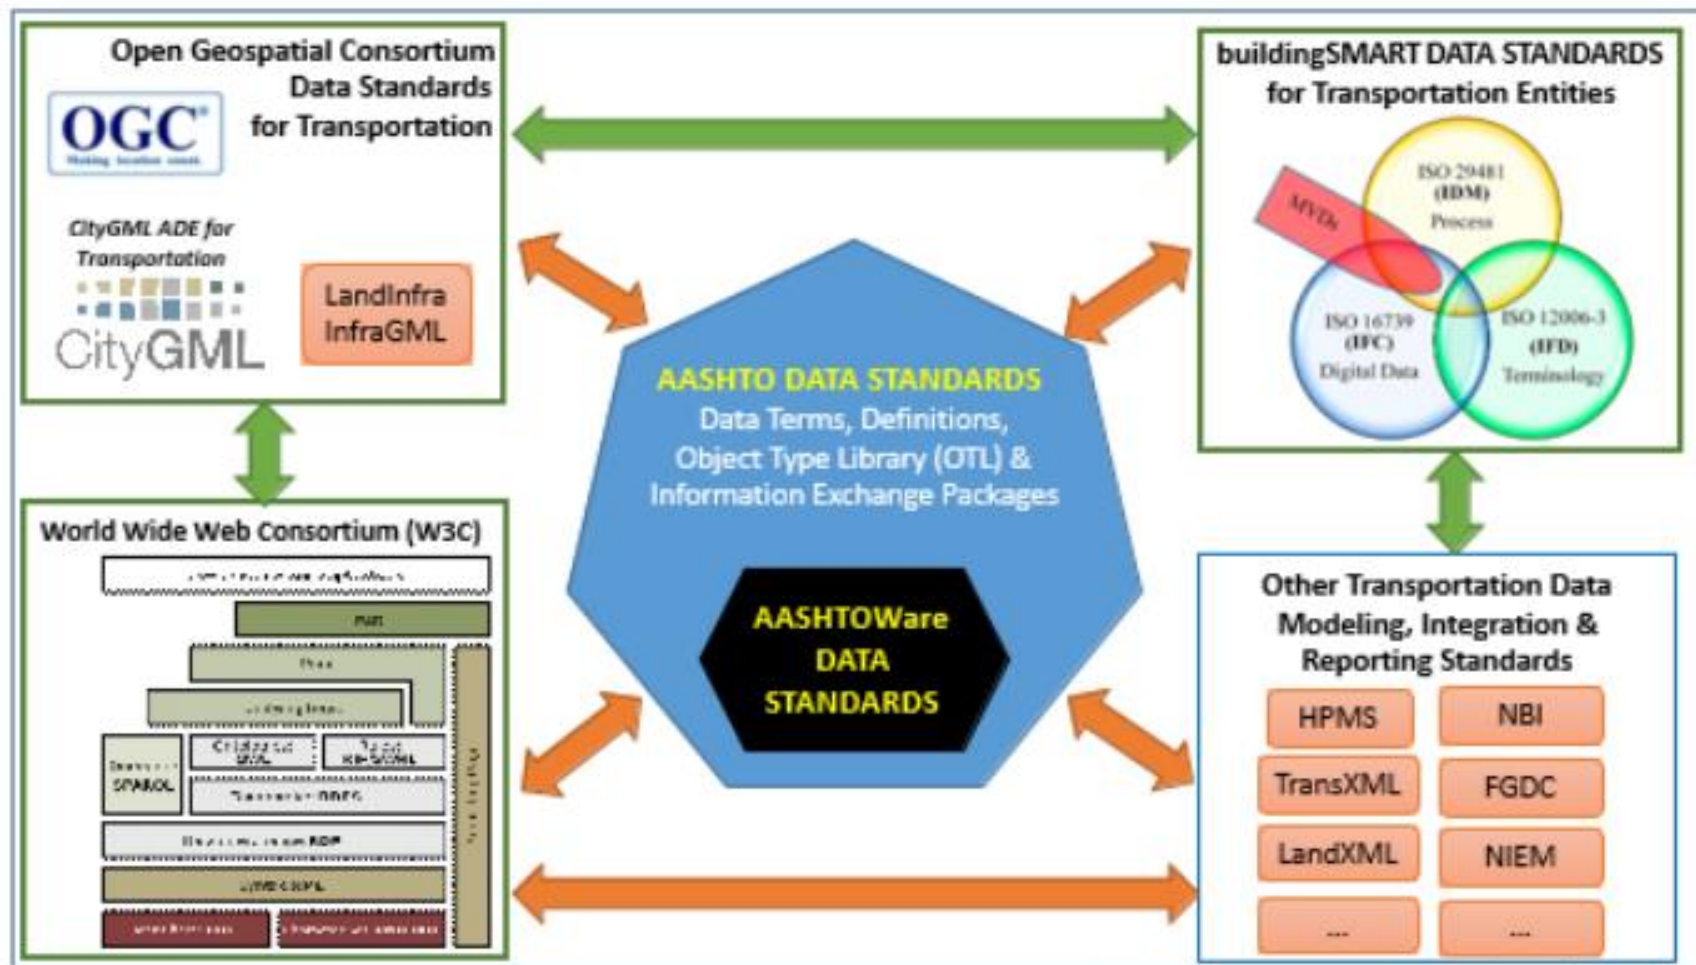 Open Geospatial Consortium
Data Standards
for Transportation
OGC®
Making location count.
CityGML ADE for
Transportation
CityGML
LandInfra
InfraGML
buildingSMART DATA STANDARDS
for Transportation Entities
MVDs
ISO 29481
(IDM)
Process
ISO 16739
(IFC)
Digital Data
ISO 12006-3
(IFD)
Terminology
AASHTO DATA STANDARDS
Data Terms, Definitions,
Object Type Library (OTL) &
Information Exchange Packages
AASHTOWare
DATA
STANDARDS
World Wide Web Consortium (W3C)
SPARQL
Other Transportation Data
Modeling, Integration &
Reporting Standards
HPMS
NBI
TransXML
FGDC
LandXML
NIEM
...
...